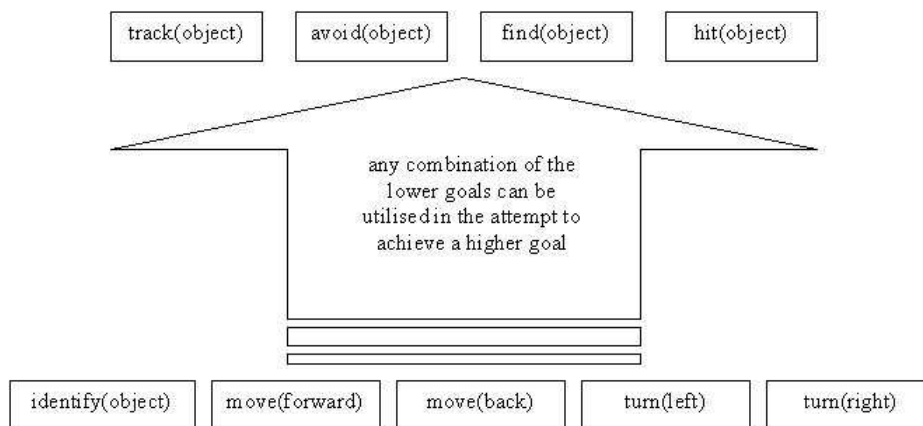 track(object) avoid(object) find(object) hit(object)
any combination of the
lower goals can be
utilised in the attempt to
achieve a higher goal
identify(object) move(forward) move(back) turn(left) turn(right)